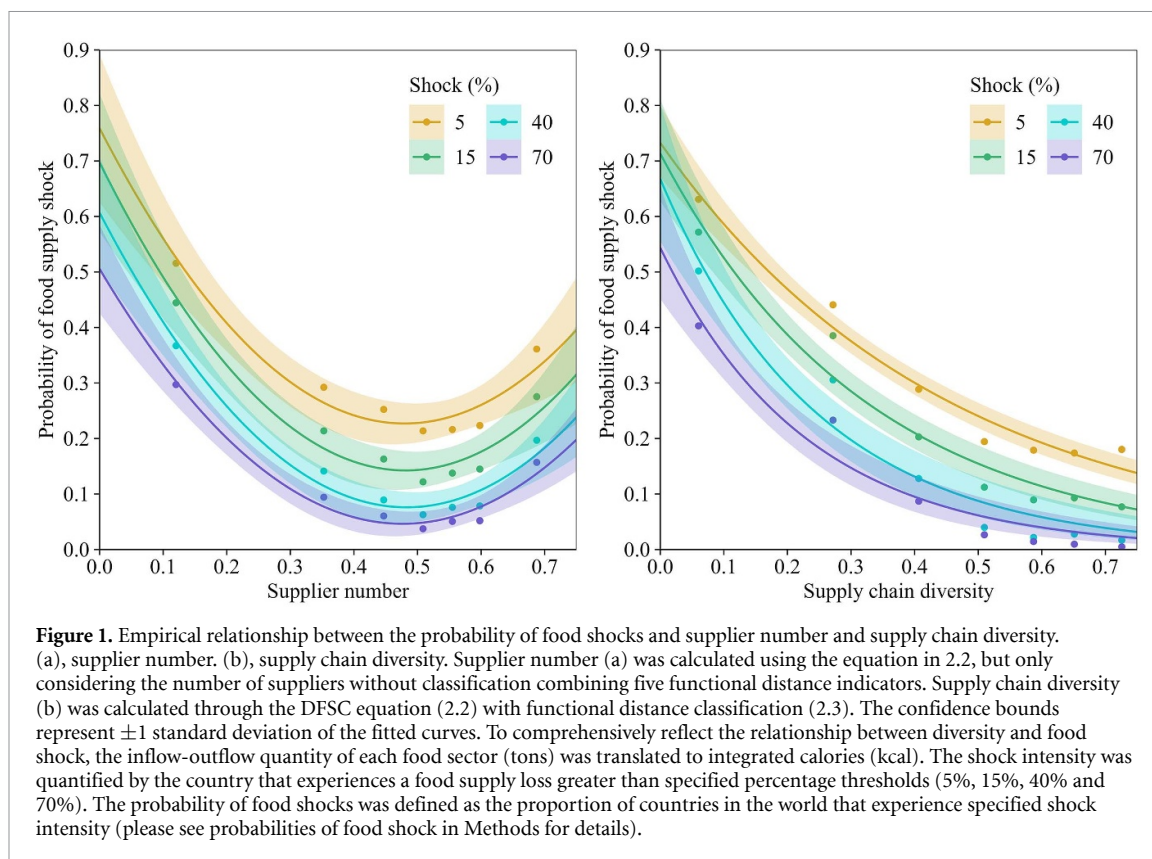 0.9
0.8
0.7
0.6
0.5
0.4
0.3
0.2
0.1
0.0
Probability of food supply shock
0.0 0.1 0.2 0.3 0.4 0.5 0.6 0.7
Supplier number
Shock (%)
5 40
15 70
0.9
0.8
0.7
0.6
0.5
0.4
0.3
0.2
0.1
0.0
Probability of food supply shock
0.0 0.1 0.2 0.3 0.4 0.5 0.6 0.7
Supply chain diversity
Shock (%)
5 40
15 70
Figure 1. Empirical relationship between the probability of food shocks and supplier number and supply chain diversity.
(a), supplier number. (b), supply chain diversity. Supplier number (a) was calculated using the equation in 2.2, but only
considering the number of suppliers without classification combining five functional distance indicators. Supply chain diversity
(b) was calculated through the DFSC equation (2.2) with functional distance classification (2.3). The confidence bounds
represent ±1 standard deviation of the fitted curves. To comprehensively reflect the relationship between diversity and food
shock, the inflow-outflow quantity of each food sector (tons) was translated to integrated calories (kcal). The shock intensity was
quantified by the country that experiences a food supply loss greater than specified percentage thresholds (5%, 15%, 40% and
70%). The probability of food shocks was defined as the proportion of countries in the world that experience specified shock
intensity (please see probabilities of food shock in Methods for details).